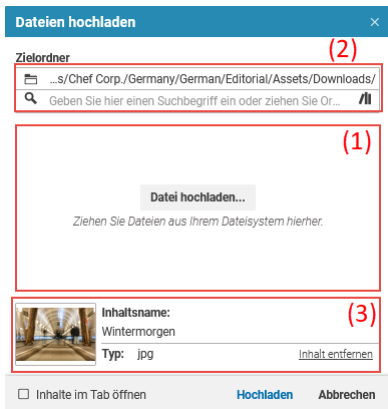 Dateien hochladen
(2)
Zielordner
...s/Chef Corp./Germany/German/Editorial/Assets/Downloads/
Geben Sie hier einen Suchbegriff ein oder ziehen Sie Or...
(1)
Datei hochladen...
Ziehen Sie Dateien aus Ihrem Dateisystem hierher.
(3)
Inhaltsname:
Wintermorgen
Typ: jpg Inhalt entfernen
Inhalte im Tab öffnen Hochladen Abbrechen